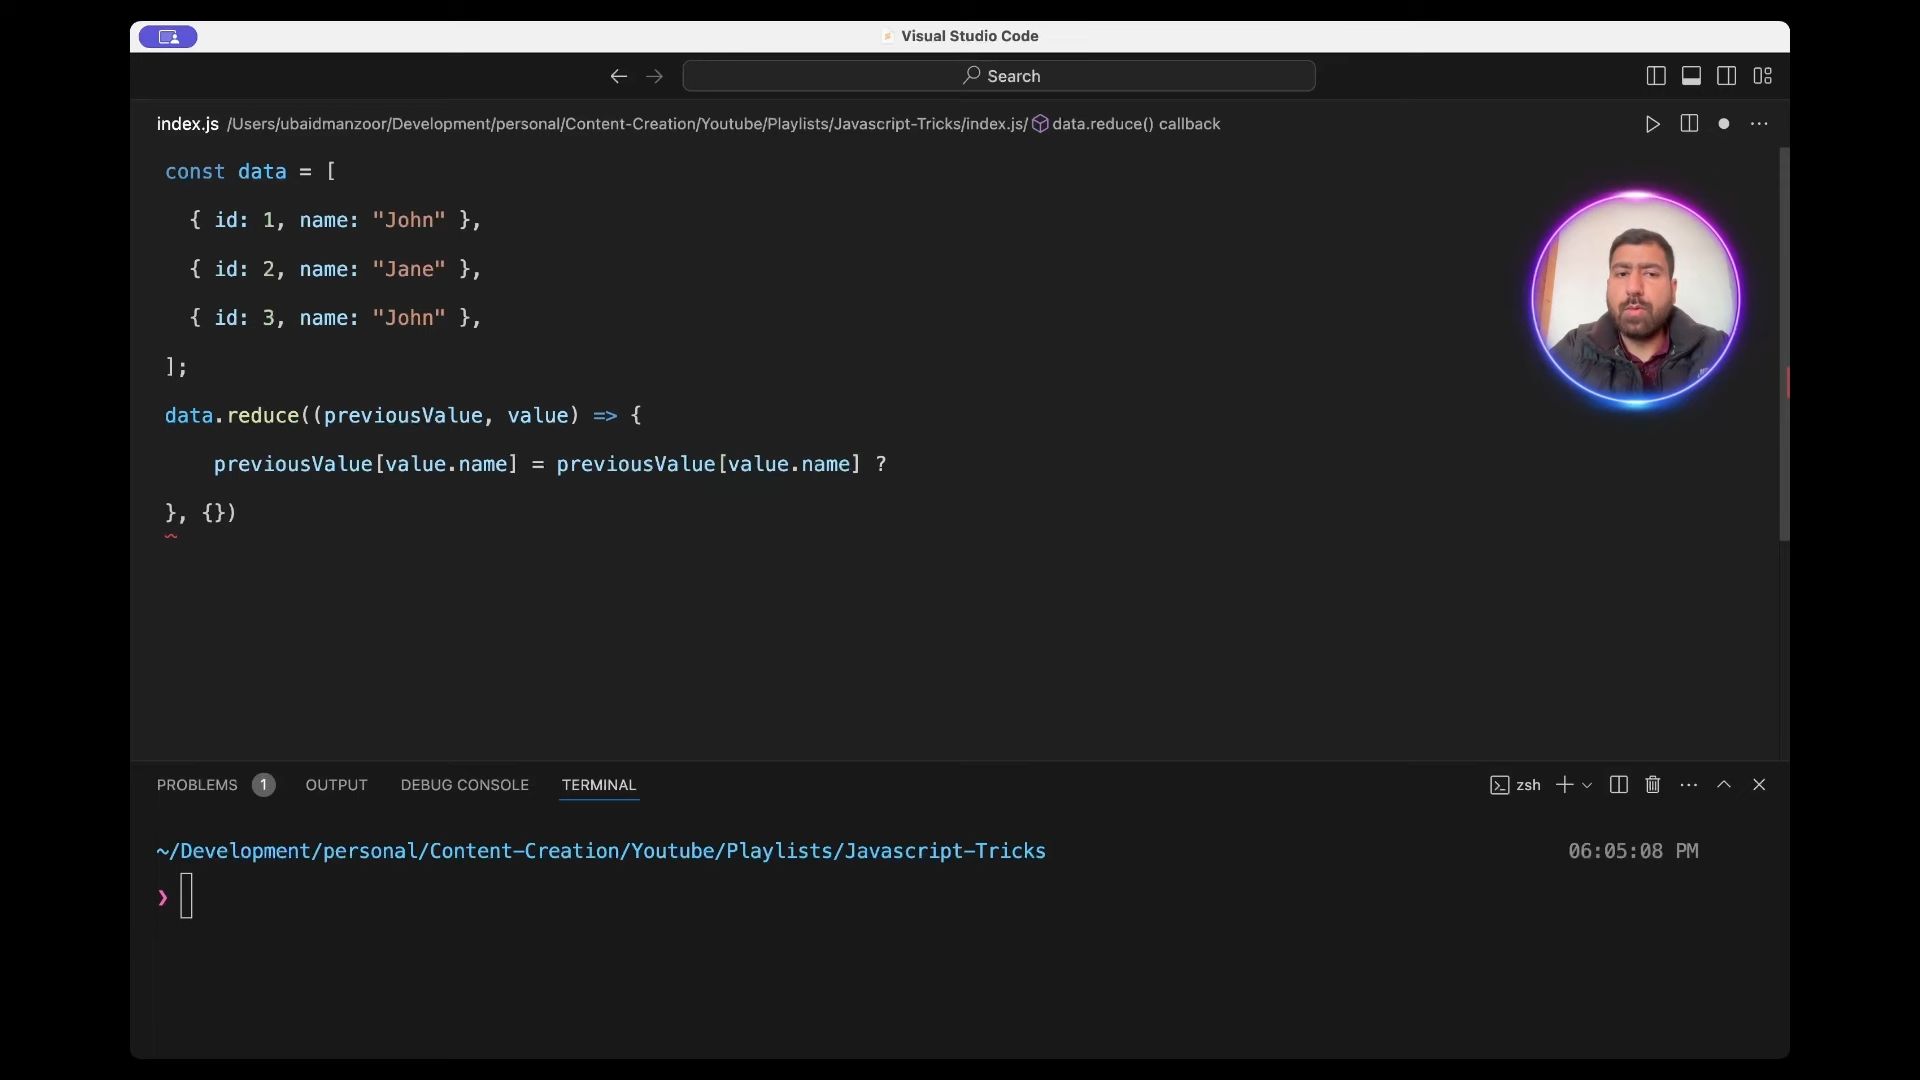 Visual Studio Code
Search
index.js /Users/ubaidmanzoor/Development/personal/Content-Creation/Youtube/Playlists/Javascript-Tricks/index.js/ data.reduce() callback
const data = [
{ id: 1, name: "John" },
{ id: 2, name: "Jane" },
{ id: 3, name: "John" },
];
data.reduce((previousValue, value) => {
previousValue[value.name] = previousValue[value.name] ?
}, {})
PROBLEMS 1 OUTPUT DEBUG CONSOLE TERMINAL zsh
~/Development/personal/Content-Creation/Youtube/Playlists/Javascript-Tricks 06:05:08 PM
❯